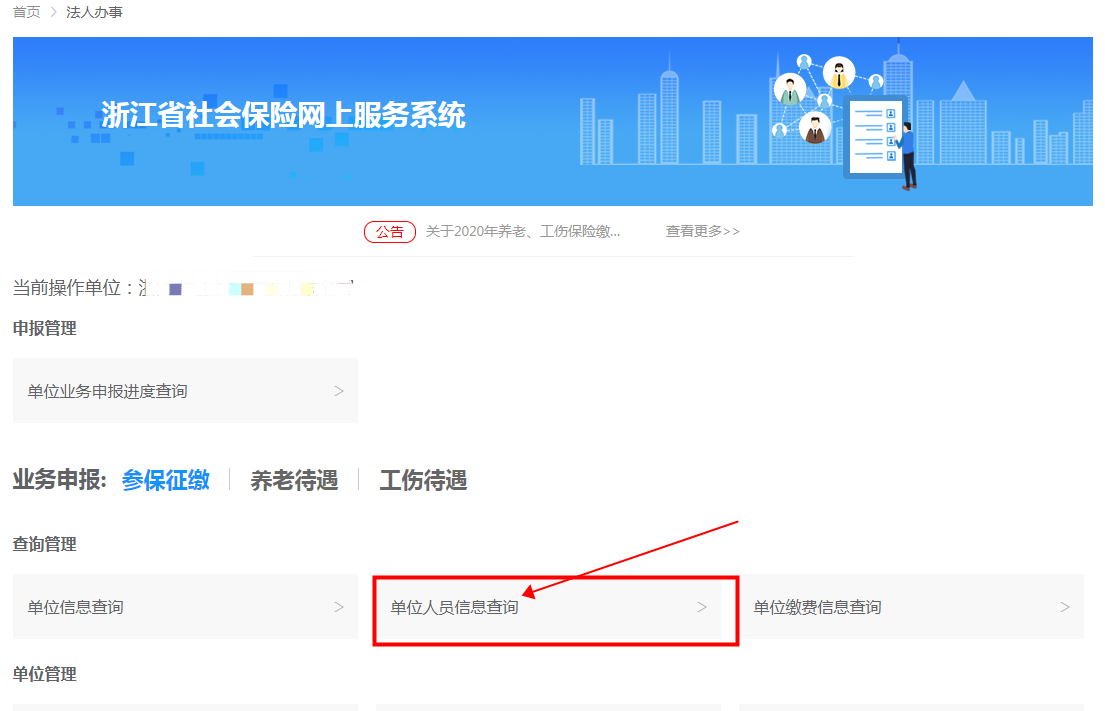 首页 > 法人办事
浙江省社会保险网上服务系统
公告 关于2020年养老、工伤保险缴... 查看更多>>
当前操作单位：浙
申报管理
单位业务申报进度查询 >
业务申报: 参保征缴 养老待遇 工伤待遇
查询管理
单位信息查询 > 单位人员信息查询 > 单位缴费信息查询 >
单位管理